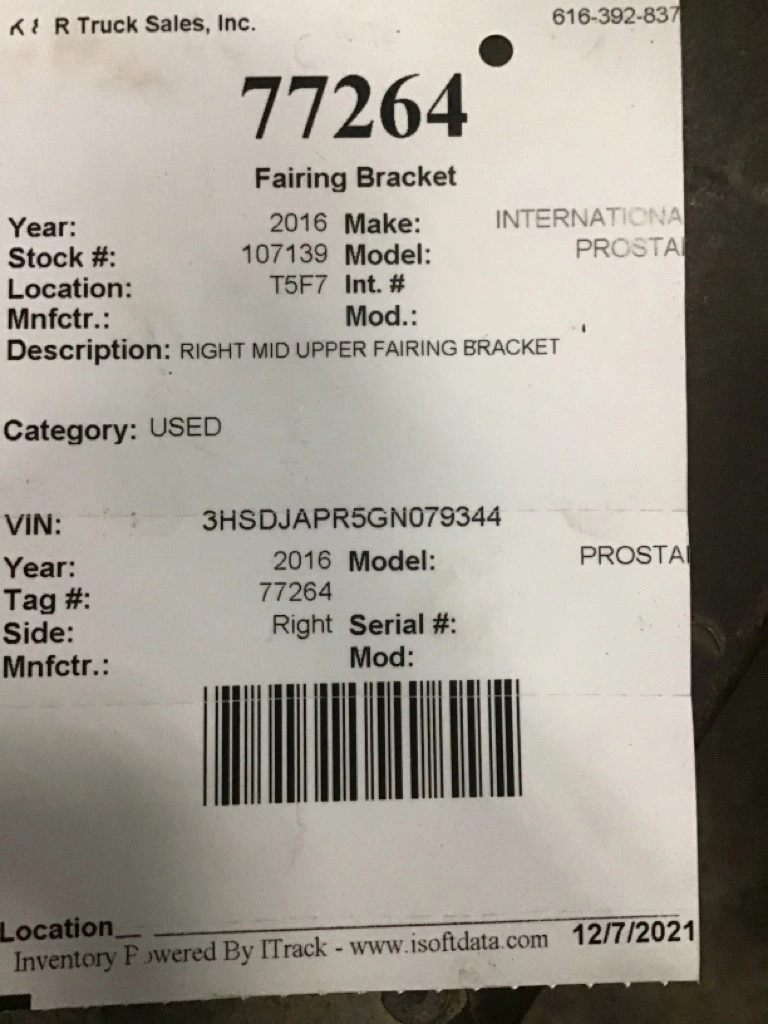 R Truck Sales, Inc. 616-392-837
77264
Fairing Bracket
Year: 2016 Make: INTERNATIONA
Stock #: 107139 Model: PROSTA
Location: T5F7 Int. #
Mnfctr.: Mod.:
Description: RIGHT MID UPPER FAIRING BRACKET
Category: USED
VIN: 3HSDJAPR5GN079344
Year: 2016 Model: PROSTA
Tag #: 77264
Side: Right Serial #:
Mnfctr.: Mod:
Location
12/7/2021
Inventory Powered By ITrack - www.isoftdata.com